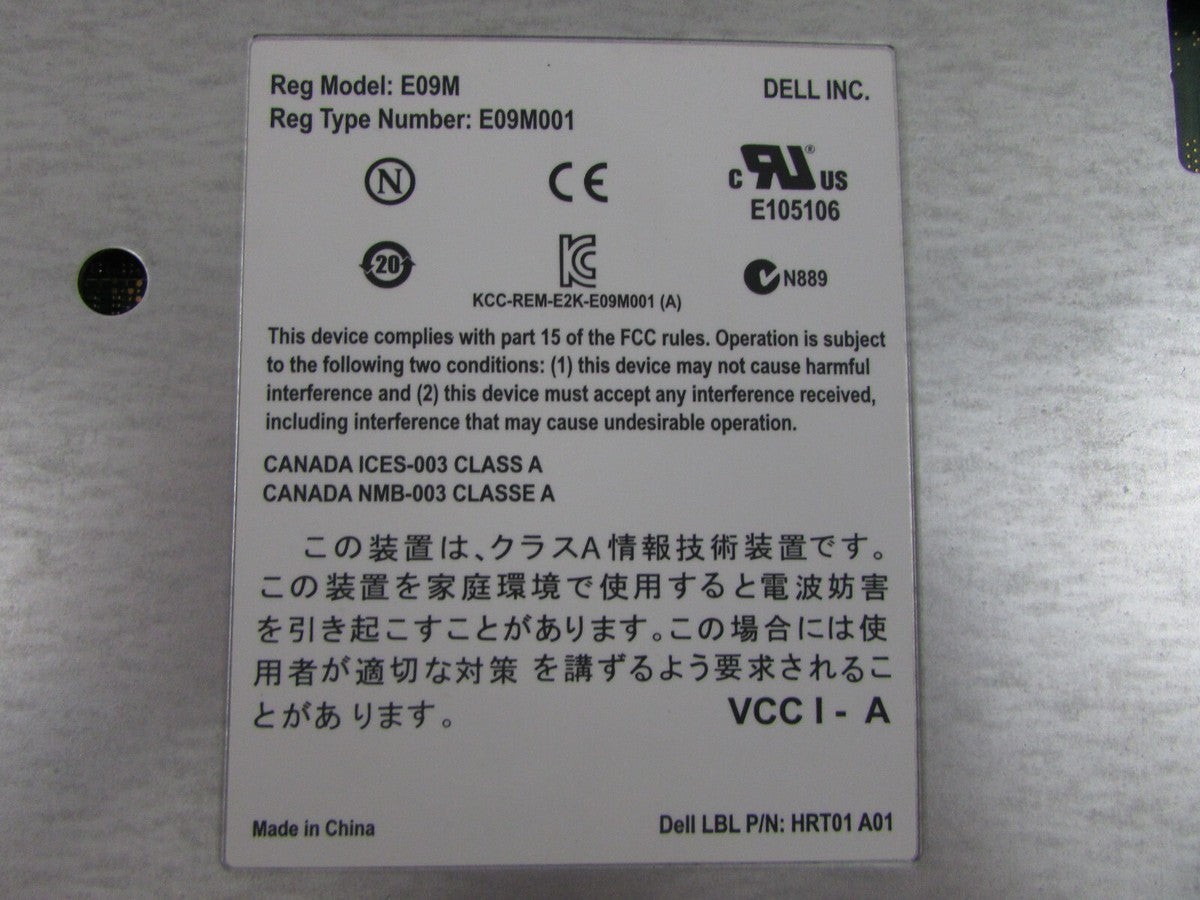 Reg Model: E09M
DELL INC.
Reg Type Number: E09M001
N
CE
C RU® US
E105106
20
KC
N889
KCC-REM-E2K-E09M001 (A)
This device complies with part 15 of the FCC rules. Operation is subject
to the following two conditions: (1) this device may not cause harmful
interference and (2) this device must accept any interference received,
including interference that may cause undesirable operation.
CANADA ICES-003 CLASS A
CANADA NMB-003 CLASSE A
この装置は、クラスA情報技術装置です。
この装置を家庭環境で使用すると電波妨害
を引き起こすことがあります。この場合には使
用者が適切な対策 を講ずるよう要求されるこ
とがあります。
VCC I - A
Made in China
Dell LBL P/N: HRT01 A01